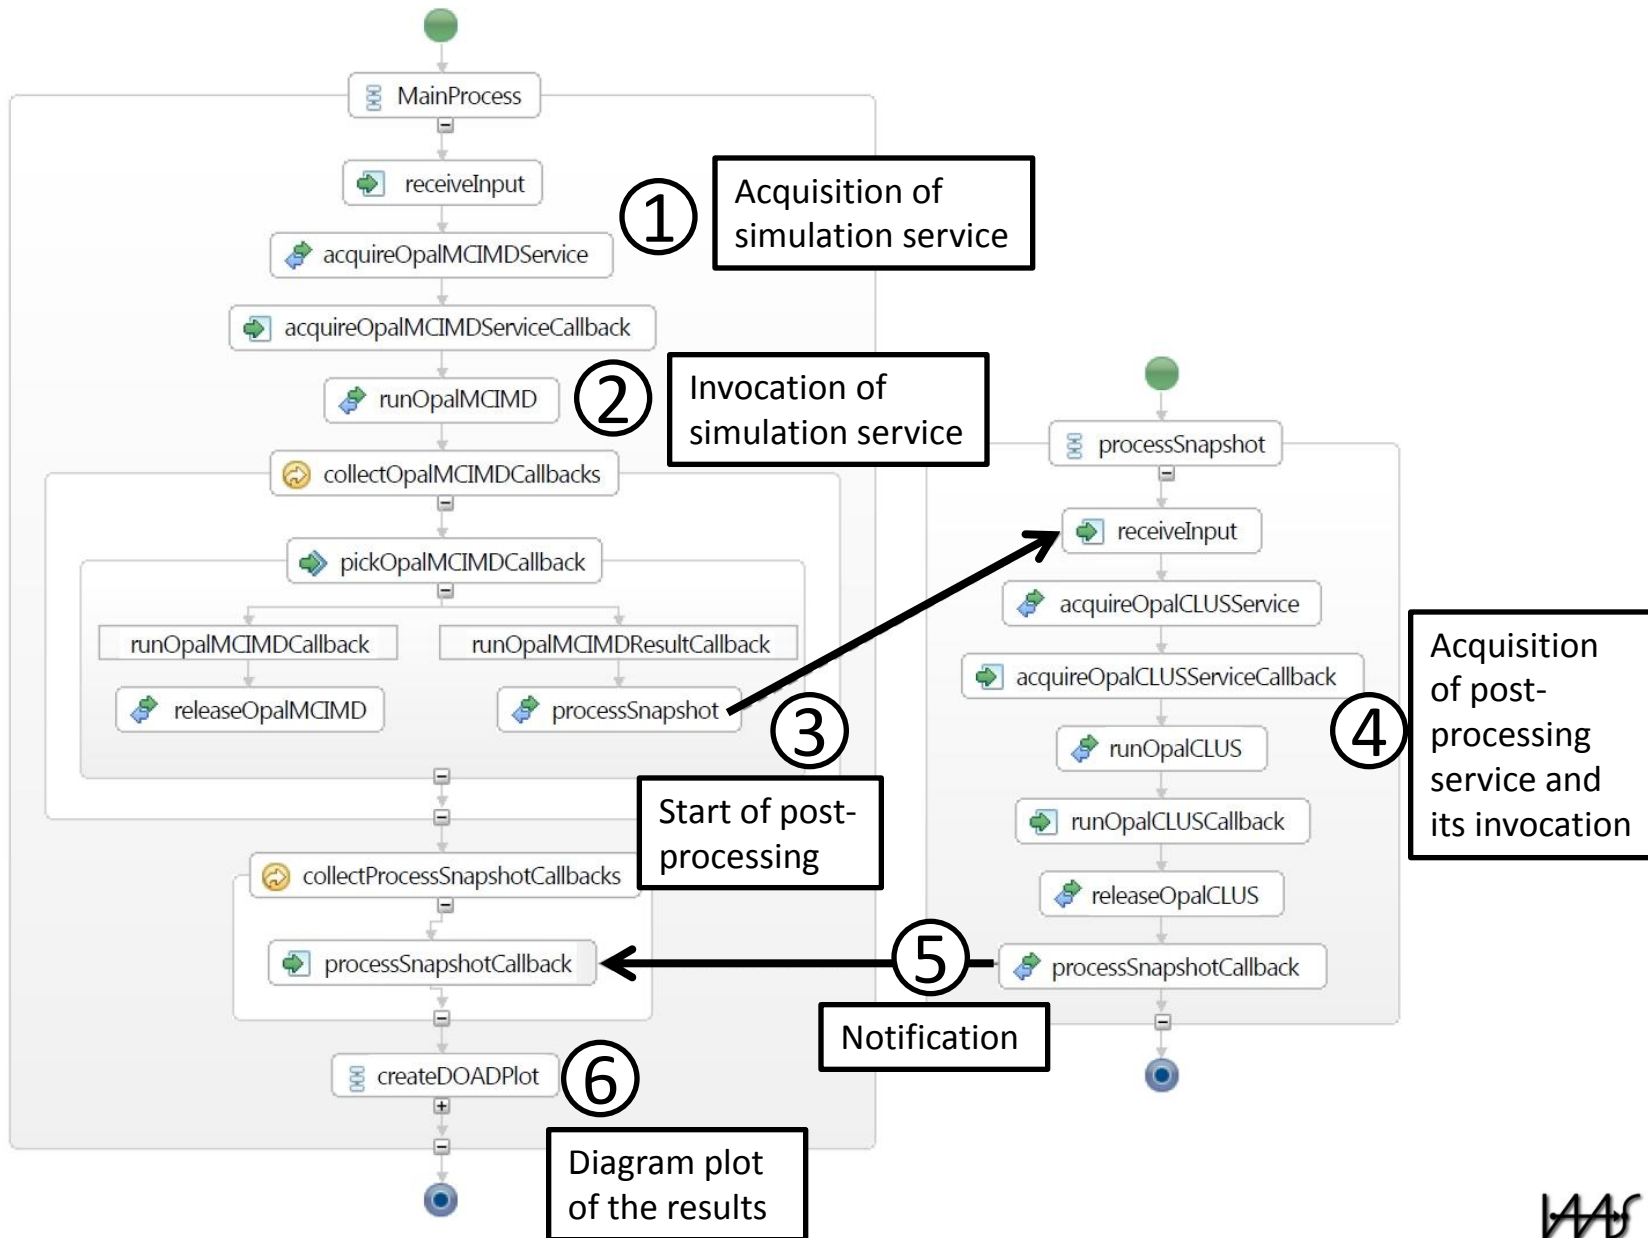 MainProcess
receiveInput
1
Acquisition of
simulation service
acquireOpalMCIMDService
acquireOpalMCIMDServiceCallback
runOpalMCIMD
2
Invocation of
simulation service
collectOpalMCIMDCallbacks
pickOpalMCIMDCallback
runOpalMCIMDCallback
runOpalMCIMDResultCallback
releaseOpalMCIMD
processSnapshot
3
Start of post-
processing
collectProcessSnapshotCallbacks
processSnapshotCallback
createDOADPlot
6
Diagram plot
of the results
processSnapshot
receiveInput
acquireOpalCLUSService
acquireOpalCLUSServiceCallback
runOpalCLUS
4
Acquisition
of post-
processing
service and
its invocation
runOpalCLUSCallback
releaseOpalCLUS
processSnapshotCallback
5
Notification
IAAS